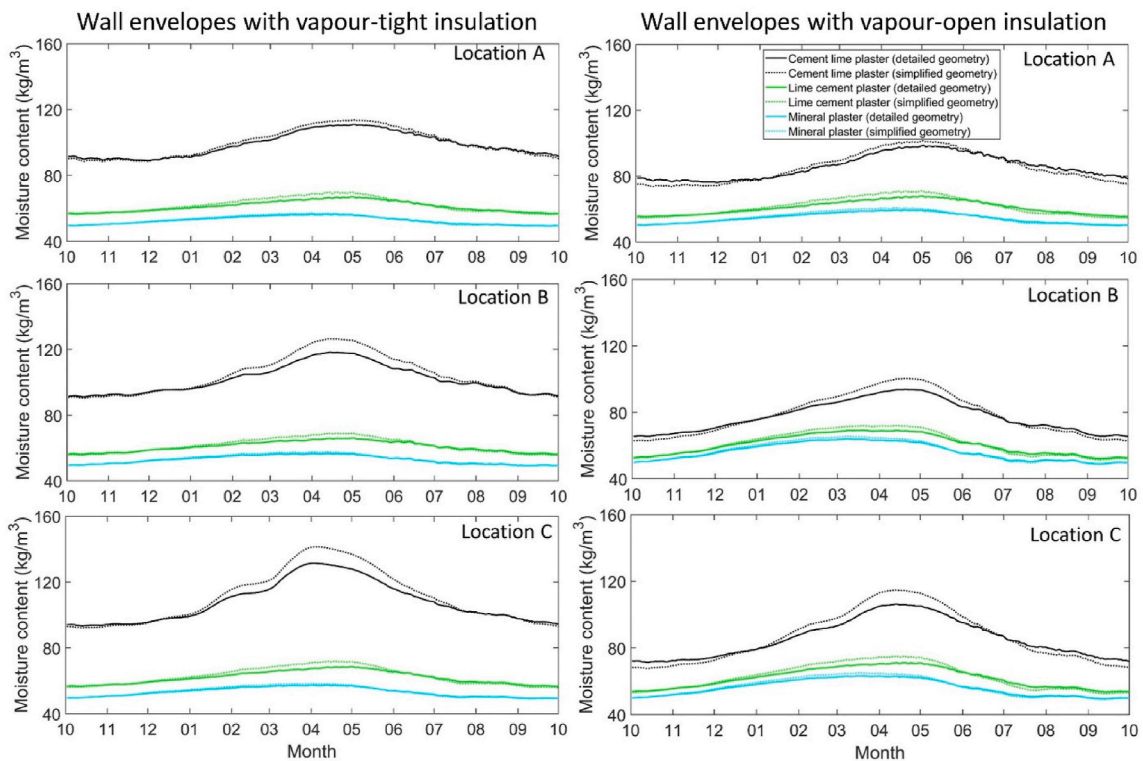 Wall envelopes with vapour-tight insulation
Wall envelopes with vapour-open insulation
Moisture content (kg/m³)
160
120
80
40
Location A
10 11 12 01 02 03 04 05 06 07 08 09 10
Moisture content (kg/m³)
160
120
80
40
Location A
Cement lime plaster (detailed geometry)
Cement lime plaster (simplified geometry)
Lime cement plaster (detailed geometry)
Lime cement plaster (simplified geometry)
Mineral plaster (detailed geometry)
Mineral plaster (simplified geometry)
10 11 12 01 02 03 04 05 06 07 08 09 10
Moisture content (kg/m³)
160
120
80
40
Location B
10 11 12 01 02 03 04 05 06 07 08 09 10
Moisture content (kg/m³)
160
120
80
40
Location B
10 11 12 01 02 03 04 05 06 07 08 09 10
Moisture content (kg/m³)
160
120
80
40
Location C
10 11 12 01 02 03 04 05 06 07 08 09 10
Month
Moisture content (kg/m³)
160
120
80
40
Location C
10 11 12 01 02 03 04 05 06 07 08 09 10
Month